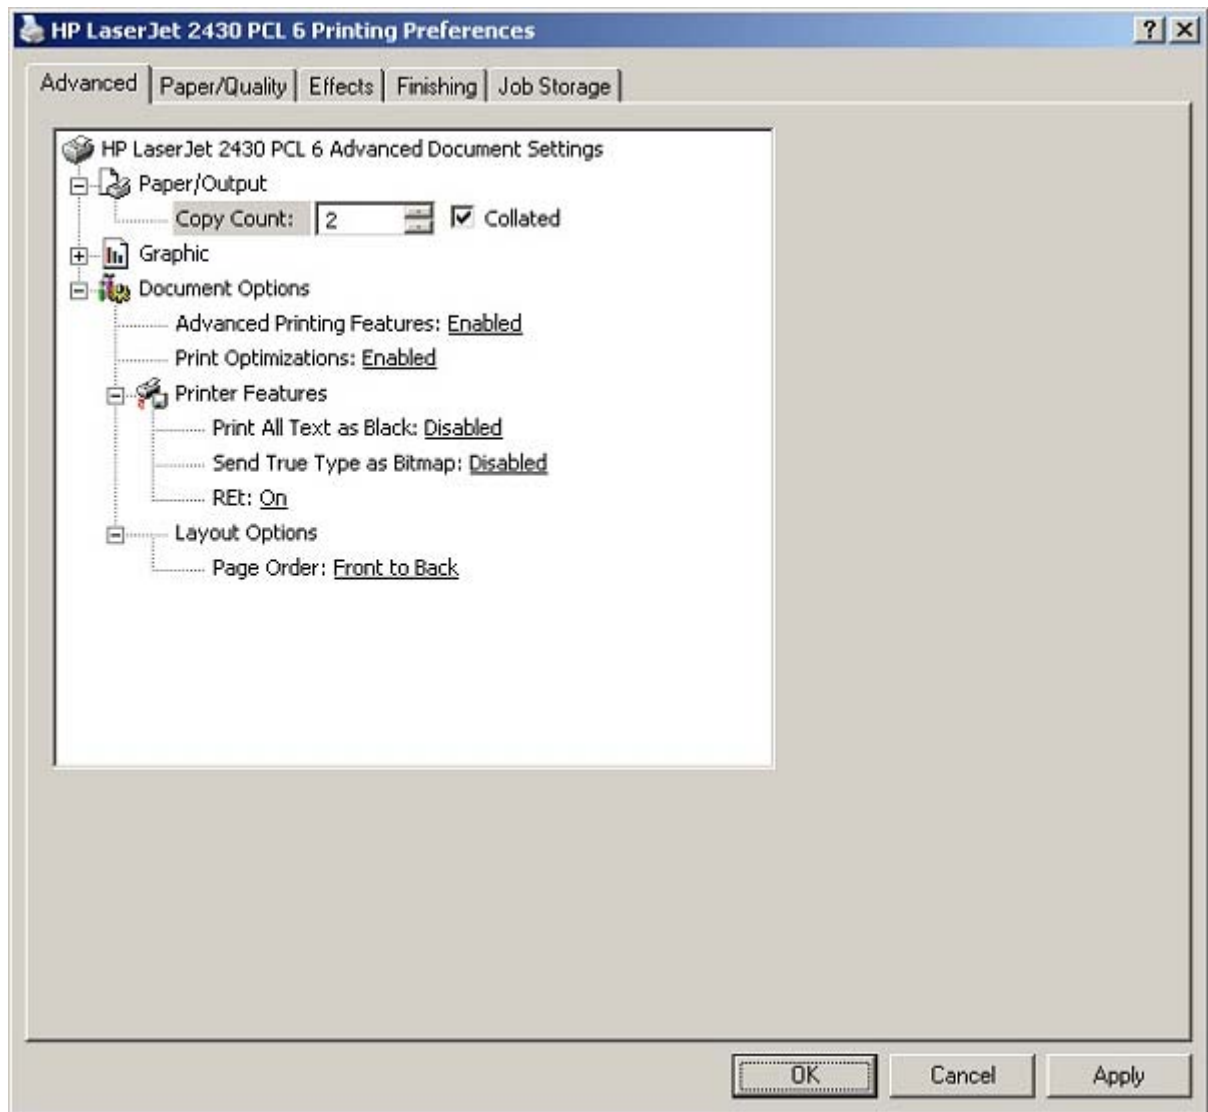 HP LaserJet 2430 PCL 6 Printing Preferences
Advanced Paper/Quality Effects Finishing Job Storage
HP LaserJet 2430 PCL 6 Advanced Document Settings
Paper/Output
Copy Count: 2 Collated
Graphic
Document Options
Advanced Printing Features: Enabled
Print Optimizations: Enabled
Printer Features
Print All Text as Black: Disabled
Send True Type as Bitmap: Disabled
REt: On
Layout Options
Page Order: Front to Back
OK Cancel Apply